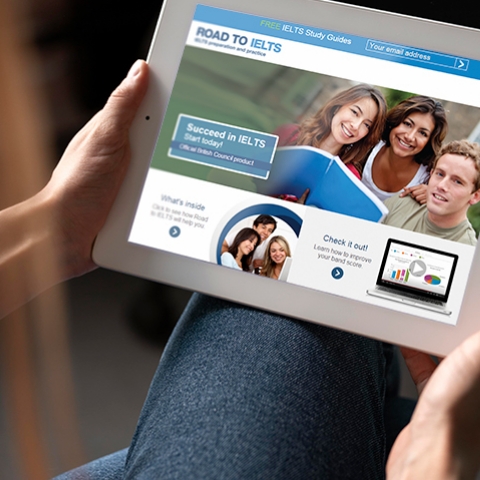 FREE IELTS Study Guides
Your email address
ROAD TO IELTS
IELTS preparation and practice
Succeed in IELTS
Start today!
Official British Council product
What's inside
Click to see how Road
to IELTS will help you
Check it out!
Learn how to improve
your band score